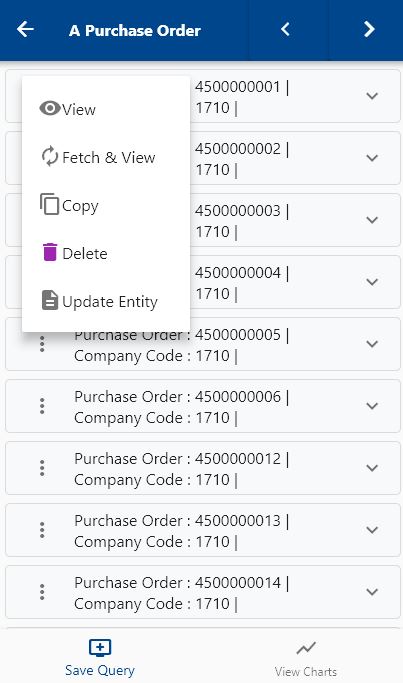 A Purchase Order
4500000001 |
1710 |
View
4500000002 |
1710 |
Fetch & View
4500000003 |
1710 |
Copy
4500000004 |
1710 |
Delete
Update Entity
Purchase Order : 4500000005 |
Company Code : 1710 |
Purchase Order : 4500000006 |
Company Code : 1710 |
Purchase Order : 4500000012 |
Company Code : 1710 |
Purchase Order : 4500000013 |
Company Code : 1710 |
Purchase Order : 4500000014 |
Company Code : 1710 |
Save Query
View Charts